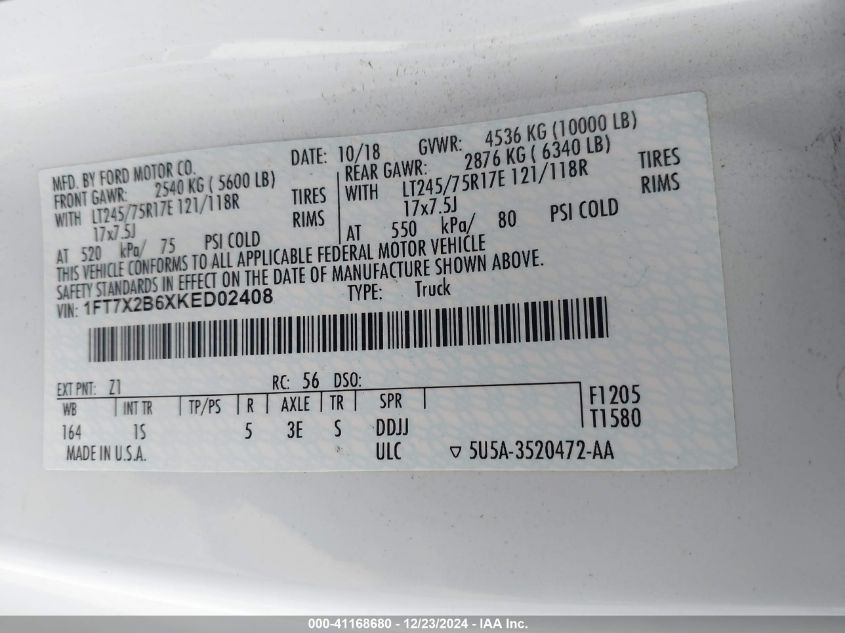 MFD. BY FORD MOTOR CO. DATE: 10/18 GVWR: 4536 KG (10000 LB)
FRONT GAWR: 2540 KG ( 5600 LB) REAR GAWR: 2876 KG ( 6340 LB)
WITH LT245/75R17E 121/118R TIRES WITH LT245/75R17E 121/118R TIRES
17x7.5J RIMS 17x7.5J RIMS
AT 520 kPa/ 75 PSI COLD AT 550 kPa/ 80 PSI COLD
THIS VEHICLE CONFORMS TO ALL APPLICABLE FEDERAL MOTOR VEHICLE
SAFETY STANDARDS IN EFFECT ON THE DATE OF MANUFACTURE SHOWN ABOVE.
VIN: 1FT7X2B6XKED02408 TYPE: Truck
EXT PNT: Z1 RC: 56 DSO:
WB INT TR TP/PS R AXLE TR SPR F1205
164 1S 5 3E S DDJJ T1580
MADE IN U.S.A. ULC ▽ 5U5A-3520472-AA
000-41168680 - 12/23/2024 - IAA Inc.